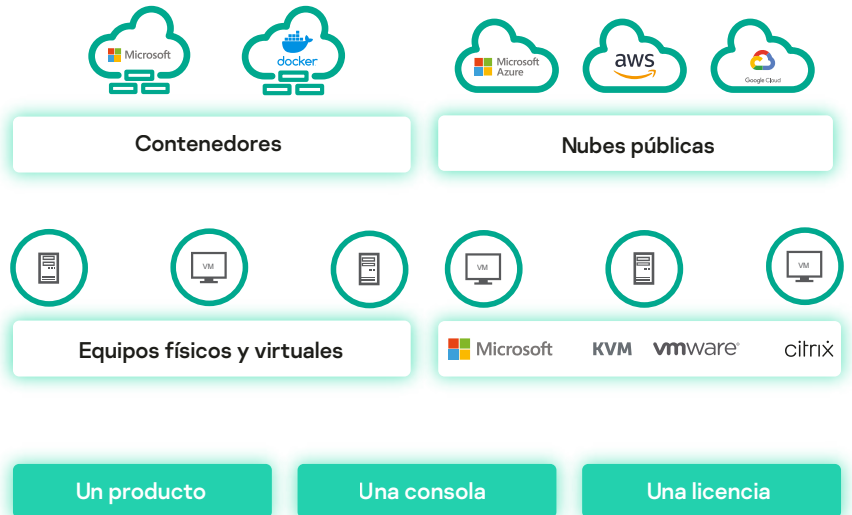 Microsoft
docker
Microsoft
Azure
aws
Google Cloud
Contenedores
Nubes públicas
VM
VM
VM
Equipos físicos y virtuales
Microsoft
KVM
vmware®
citrix
Un producto
Una consola
Una licencia